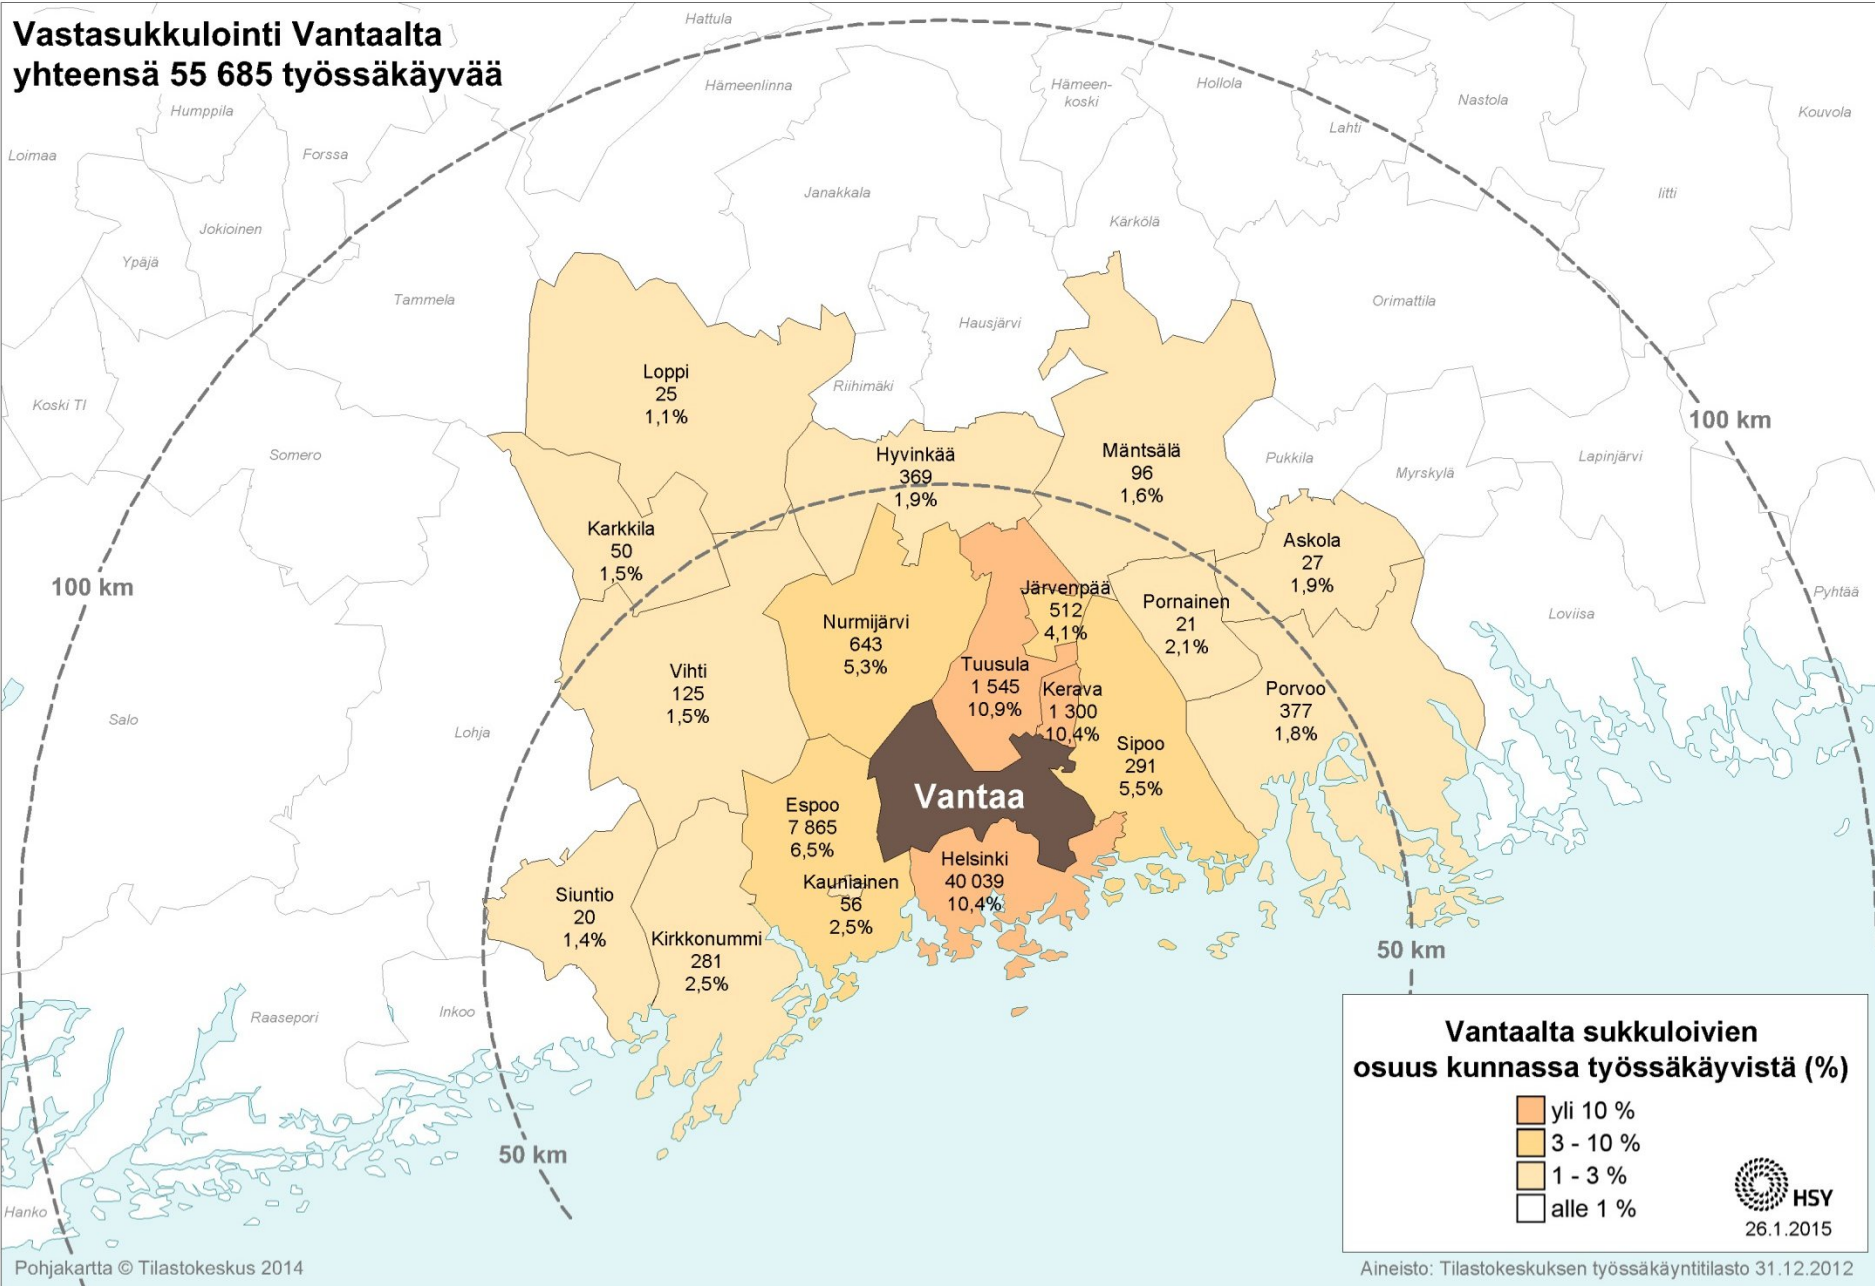 Vastasukkulointi Vantaalta
yhteensä 55 685 työssäkäyvää
Hattula
Hämeenlinna
Hämeen-
koski
Hollola
Nastola
Kouvola
Humppila
Loimaa
Forssa
Lahti
Janakkala
Iitti
Jokioinen
Kärkölä
Ypäjä
Tammela
Orimattila
Hausjärvi
Riihimäki
Koski Tl
Somero
Loppi
25
1,1%
100 km
Hyvinkää
369
1,9%
Mäntsälä
96
1,6%
Pukkila
Myrskylä
Lapinjärvi
Karkkila
50
1,5%
Askola
27
1,9%
100 km
Järvenpää
512
4,1%
Pornainen
21
2,1%
Loviisa
Pyhtää
Nurmijärvi
643
5,3%
Vihti
125
1,5%
Tuusula
1 545
10,9%
Kerava
1 300
10,4%
Porvoo
377
1,8%
Salo
Lohja
Sipoo
291
5,5%
Vantaa
Espoo
7 865
6,5%
Helsinki
40 039
10,4%
Kauniainen
56
2,5%
Siuntio
20
1,4%
Kirkkonummi
281
2,5%
50 km
Raasepori
Inkoo
50 km
Hanko
Vantaalta sukkuloivien
osuus kunnassa työssäkäyvistä (%)
yli 10 %
3 - 10 %
1 - 3 %
alle 1 %
HSY
26.1.2015
Pohjakartta © Tilastokeskus 2014
Aineisto: Tilastokeskuksen työssäkäyntitilasto 31.12.2012